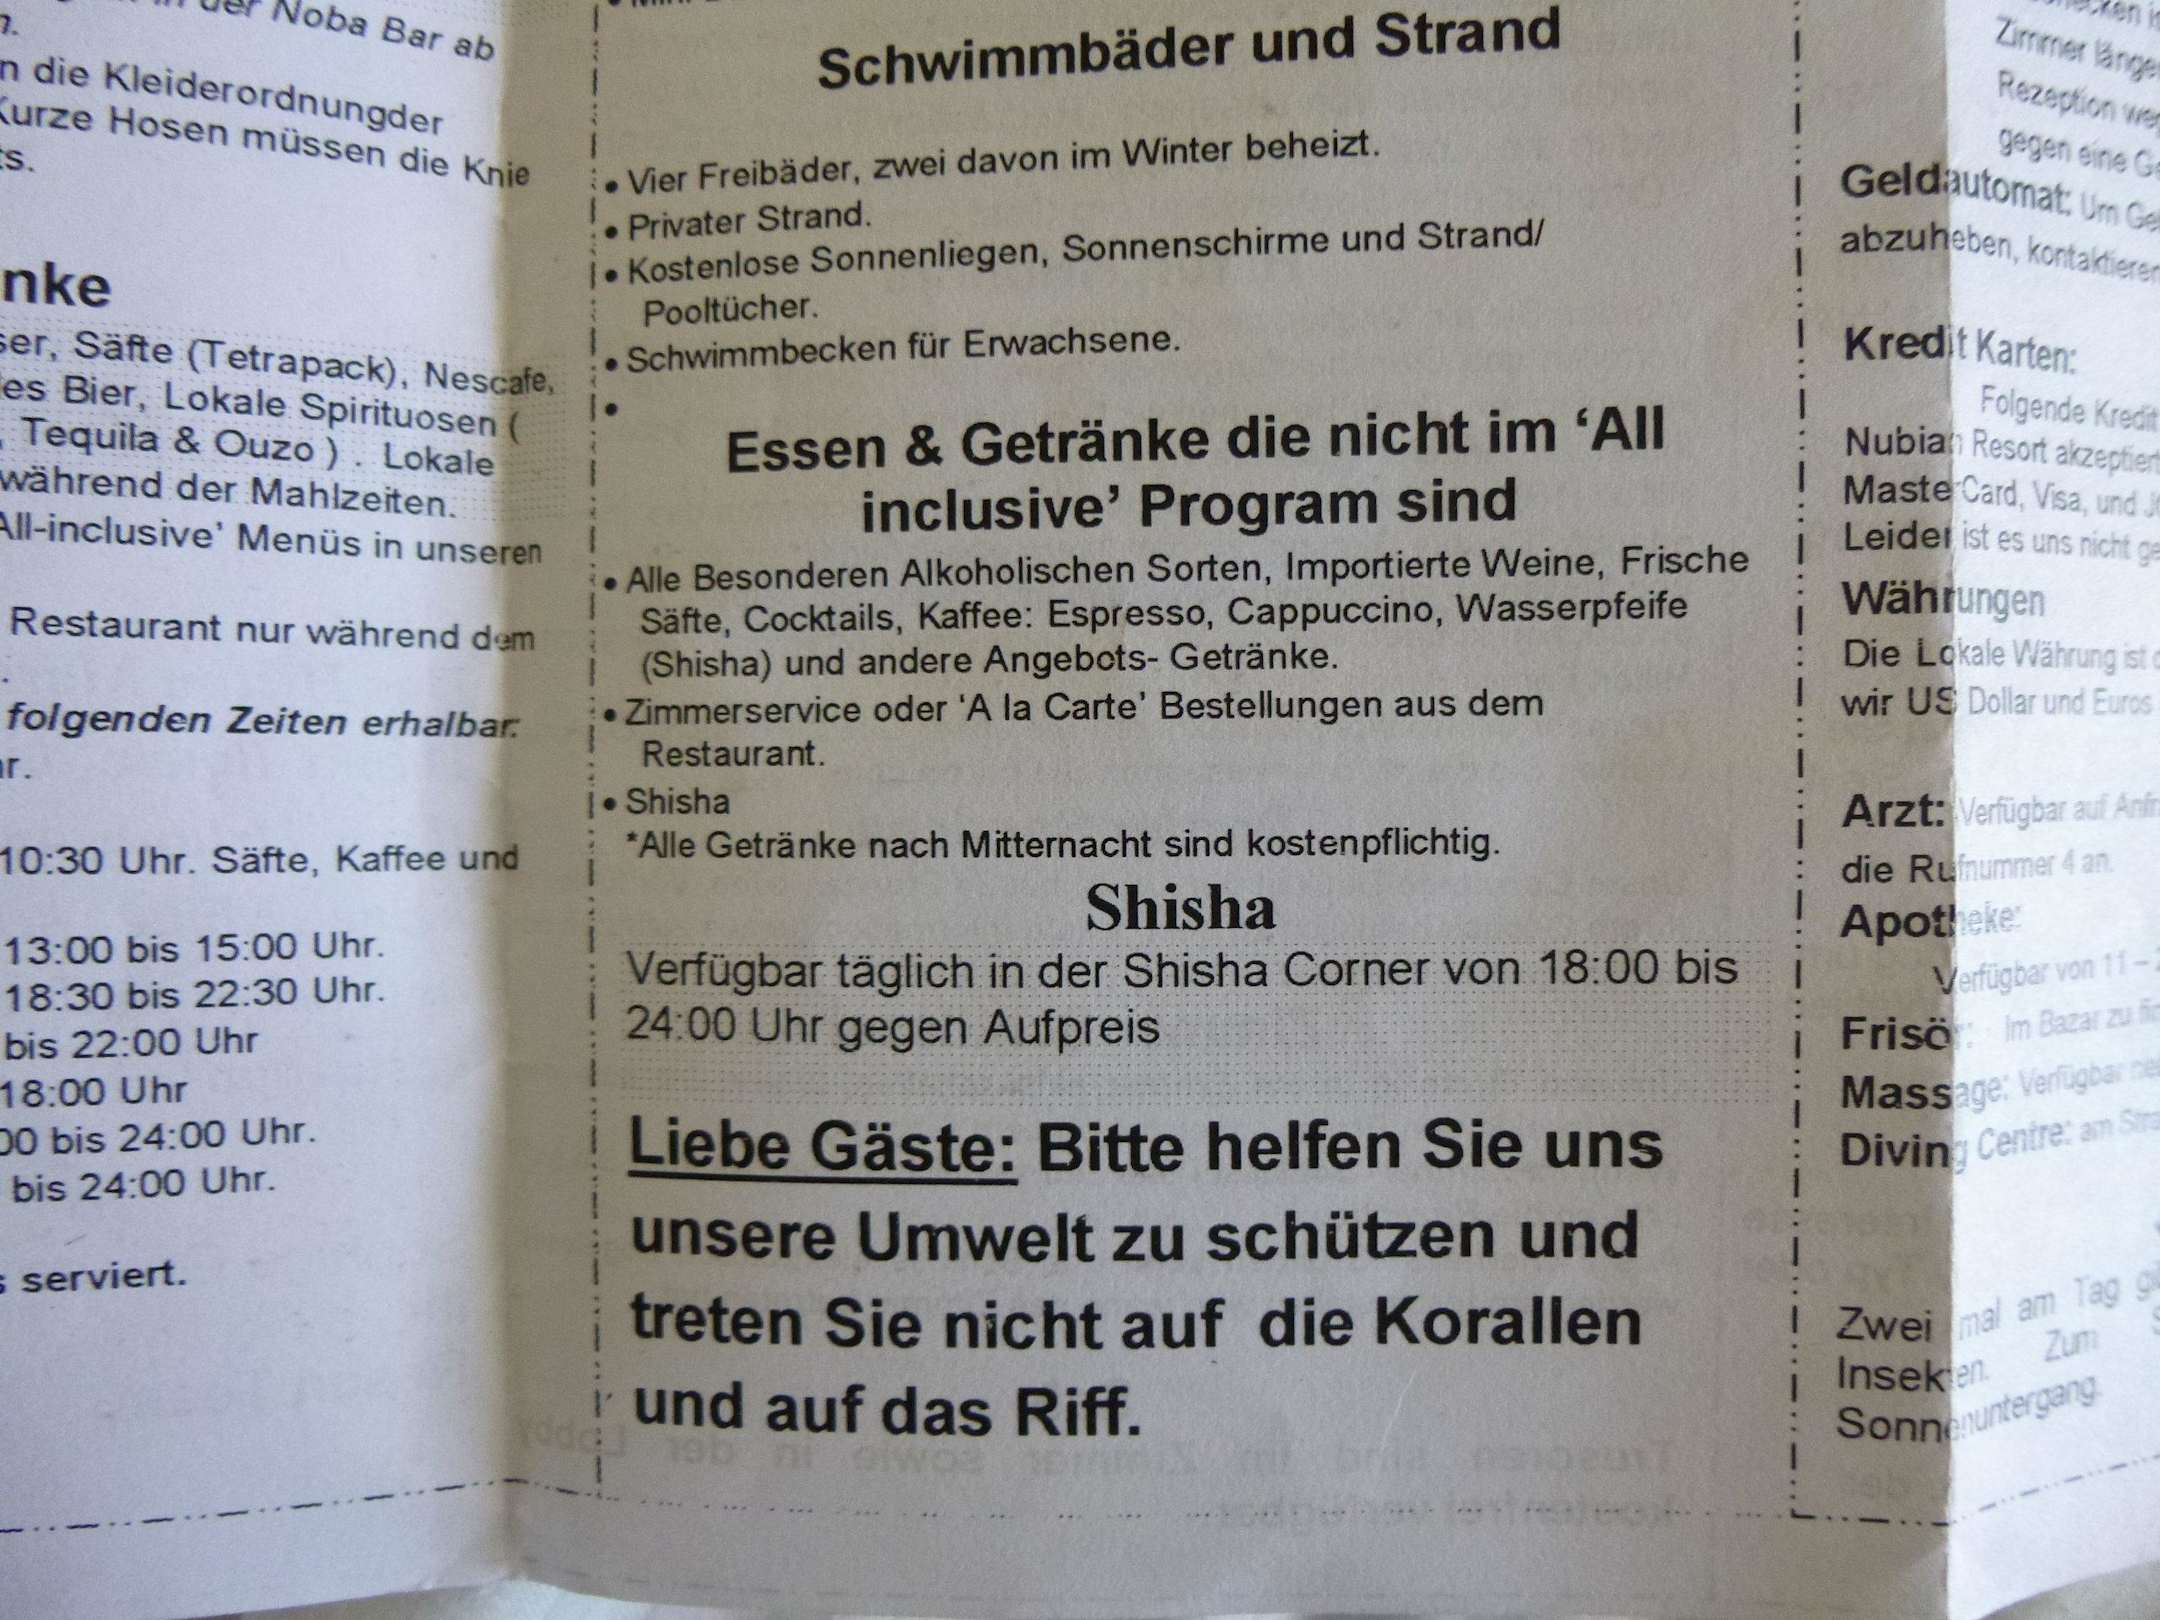 in der Noba Bar ab
die Kleiderordnungder
Kurze Hosen müssen die Knie
nke
Säfte (Tetrapack), Nescafe,
Bier, Lokale Spirituosen (
, Tequila & Ouzo ) . Lokale
während der Mahlzeiten.
All-inclusive’ Menüs in unseren
Restaurant nur während dem
folgenden Zeiten erhalbar:
10:30 Uhr. Säfte, Kaffee und
13:00 bis 15:00 Uhr.
18:30 bis 22:30 Uhr.
bis 22:00 Uhr
18:00 Uhr
00 bis 24:00 Uhr.
bis 24:00 Uhr.
serviert.
Schwimmbäder und Strand
• Vier Freibäder, zwei davon im Winter beheizt.
• Privater Strand.
• Kostenlose Sonnenliegen, Sonnenschirme und Strand/
Pooltücher.
• Schwimmbecken für Erwachsene.
•
Essen & Getränke die nicht im ‘All
inclusive’ Program sind
• Alle Besonderen Alkoholischen Sorten, Importierte Weine, Frische
Säfte, Cocktails, Kaffee: Espresso, Cappuccino, Wasserpfeife
(Shisha) und andere Angebots- Getränke.
• Zimmerservice oder ‘A la Carte’ Bestellungen aus dem
Restaurant.
• Shisha
*Alle Getränke nach Mitternacht sind kostenpflichtig.
Shisha
Verfügbar täglich in der Shisha Corner von 18:00 bis
24:00 Uhr gegen Aufpreis
Liebe Gäste: Bitte helfen Sie uns
unsere Umwelt zu schützen und
treten Sie nicht auf die Korallen
und auf das Riff.
Zimmer länger
Rezeption
gegen eine
Geldautomat: Um
abzuheben, kontaktieren
Kredit Karten:
Folgende Kredit
Nubian Resort akzeptiert
MasterCard, Visa, und
Leider ist es uns nicht
Währungen
Die Lokale Währung ist
wir US Dollar und Euros
Arzt: Verfügbar auf
die Rufnummer 4 an.
Apotheke:
Verfügbar von 11 –
Frisör: Im Bazar zu
Massage: Verfügbar
Diving Centre: am
Zwei mal am Tag
Insekten. Zum
Sonnenuntergang.